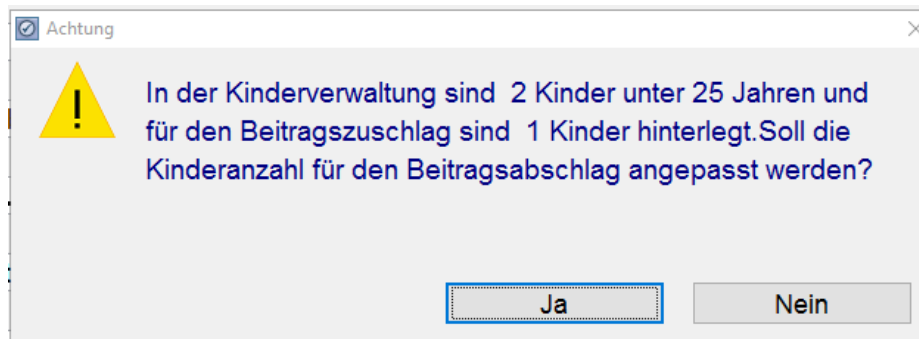 Achtung
In der Kinderverwaltung sind  2 Kinder unter 25 Jahren und
für den Beitragszuschlag sind  1 Kinder hinterlegt.Soll die
Kinderanzahl für den Beitragsabschlag angepasst werden?
Ja
Nein